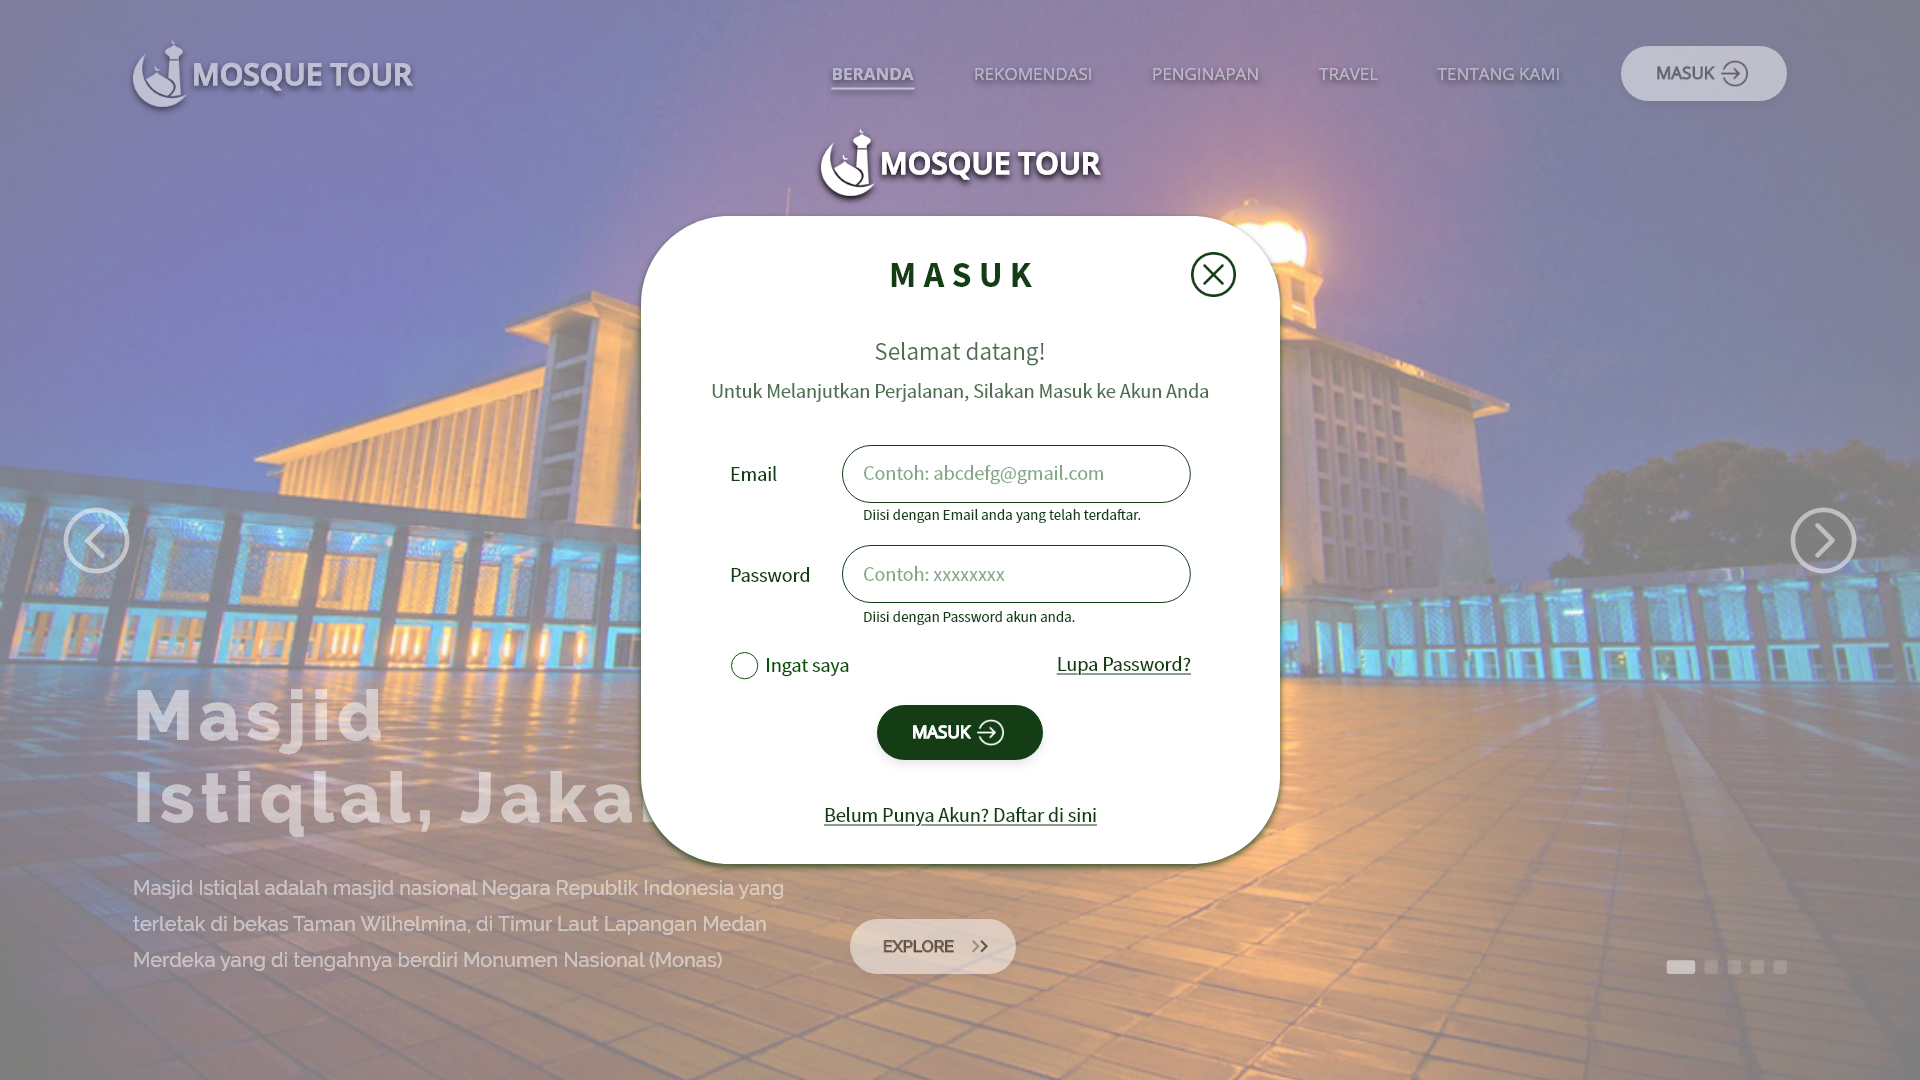 MOSQUE TOUR
BERANDA
REKOMENDASI
PENGINAPAN
TRAVEL
TENTANG KAMI
MASUK
MOSQUE TOUR
MASUK
Selamat datang!
Untuk Melanjutkan Perjalanan, Silakan Masuk ke Akun Anda
Email
Contoh: abcdefg@gmail.com
Diisi dengan Email anda yang telah terdaftar.
Password
Contoh: xxxxxxxx
Diisi dengan Password akun anda.
Ingat saya
Lupa Password?
MASUK
Belum Punya Akun? Daftar di sini
Masjid
Istiqlal,
Masjid Istiqlal adalah masjid nasional Negara Republik Indonesia yang
terletak di bekas Taman Wilhelmina, di Timur Laut Lapangan Medan
Merdeka yang di tengahnya berdiri Monumen Nasional (Monas)
EXPLORE